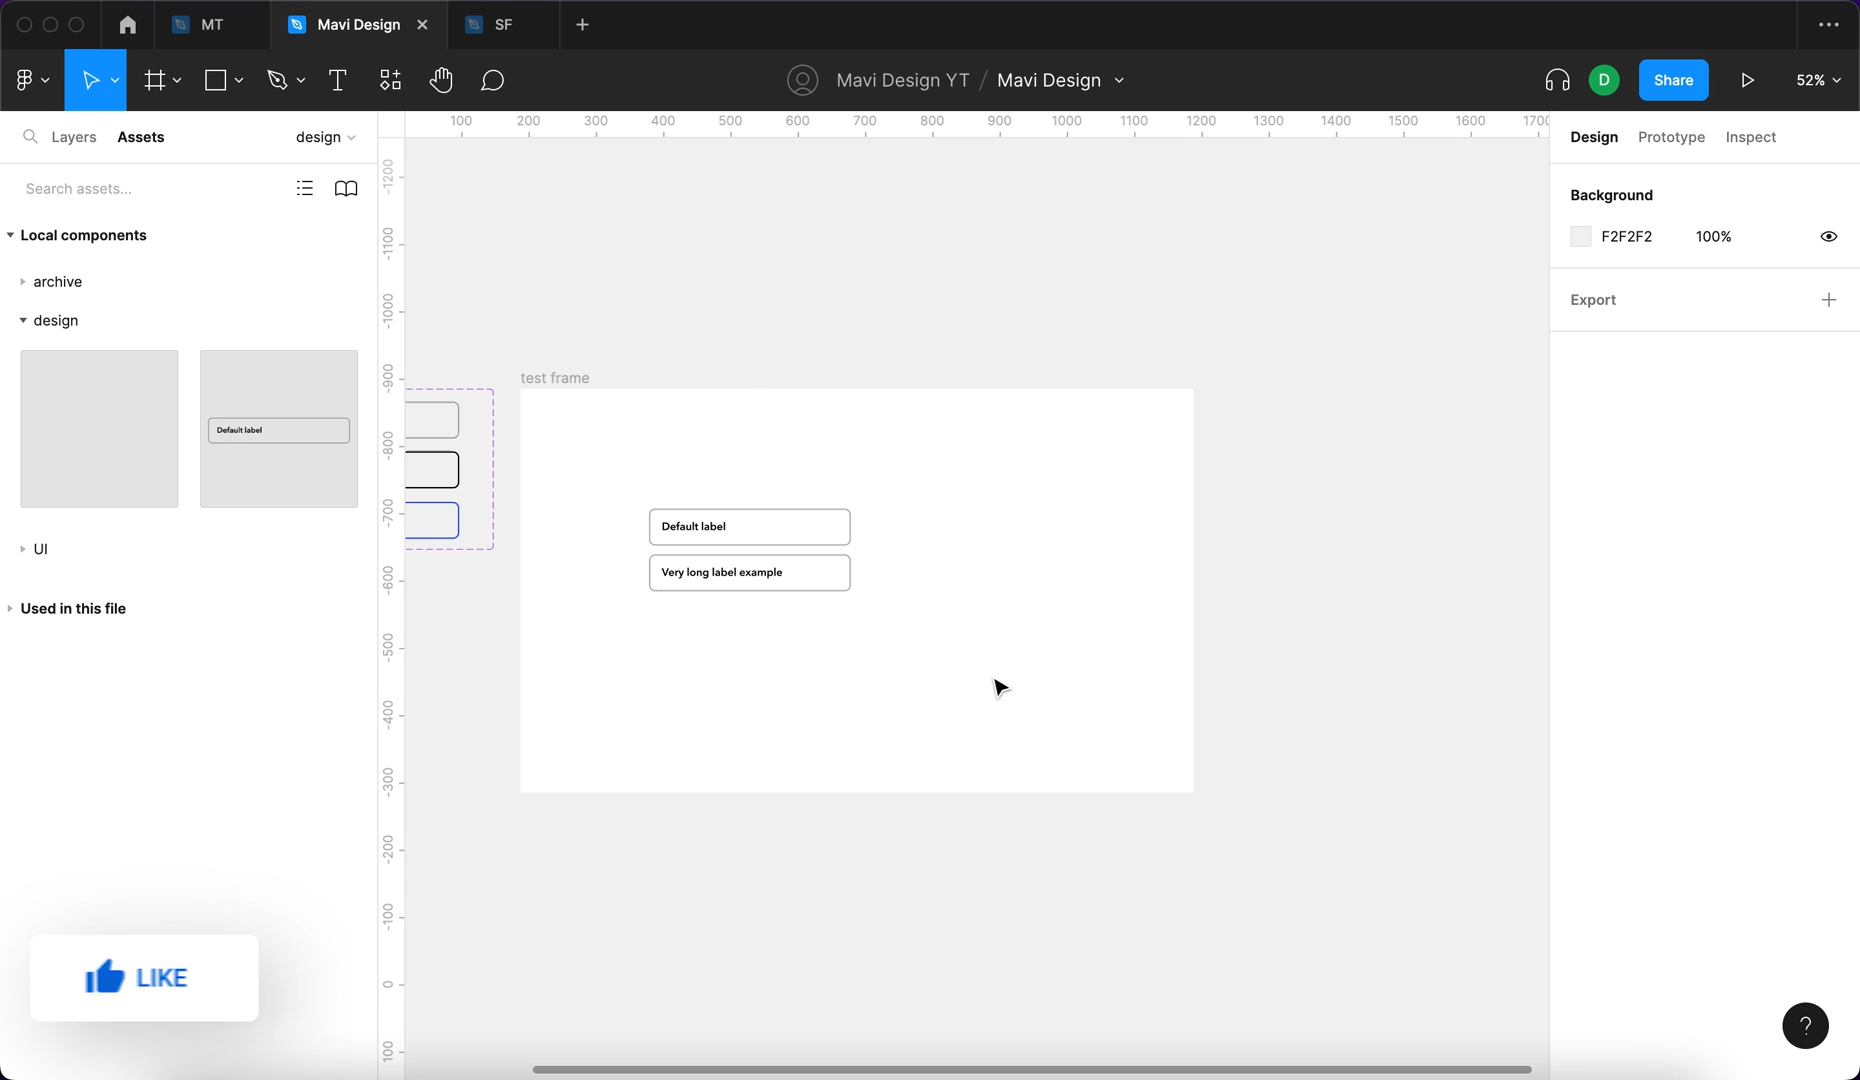 MT
Mavi Design
SF
Mavi Design YT / Mavi Design
D
Share
52%
Layers
Assets
design
100 200 300 400 500 600 700 800 900 1000 1100 1200 1300 1400 1500 1600 1700
Design
Prototype
Inspect
Search assets...
Background
F2F2F2
100%
Export
Local components
archive
design
Default label
UI
Used in this file
-1200
-1100
-1000
-900
-800
-700
-600
-500
-400
-300
-200
-100
0
100
test frame
Default label
Very long label example
LIKE
?